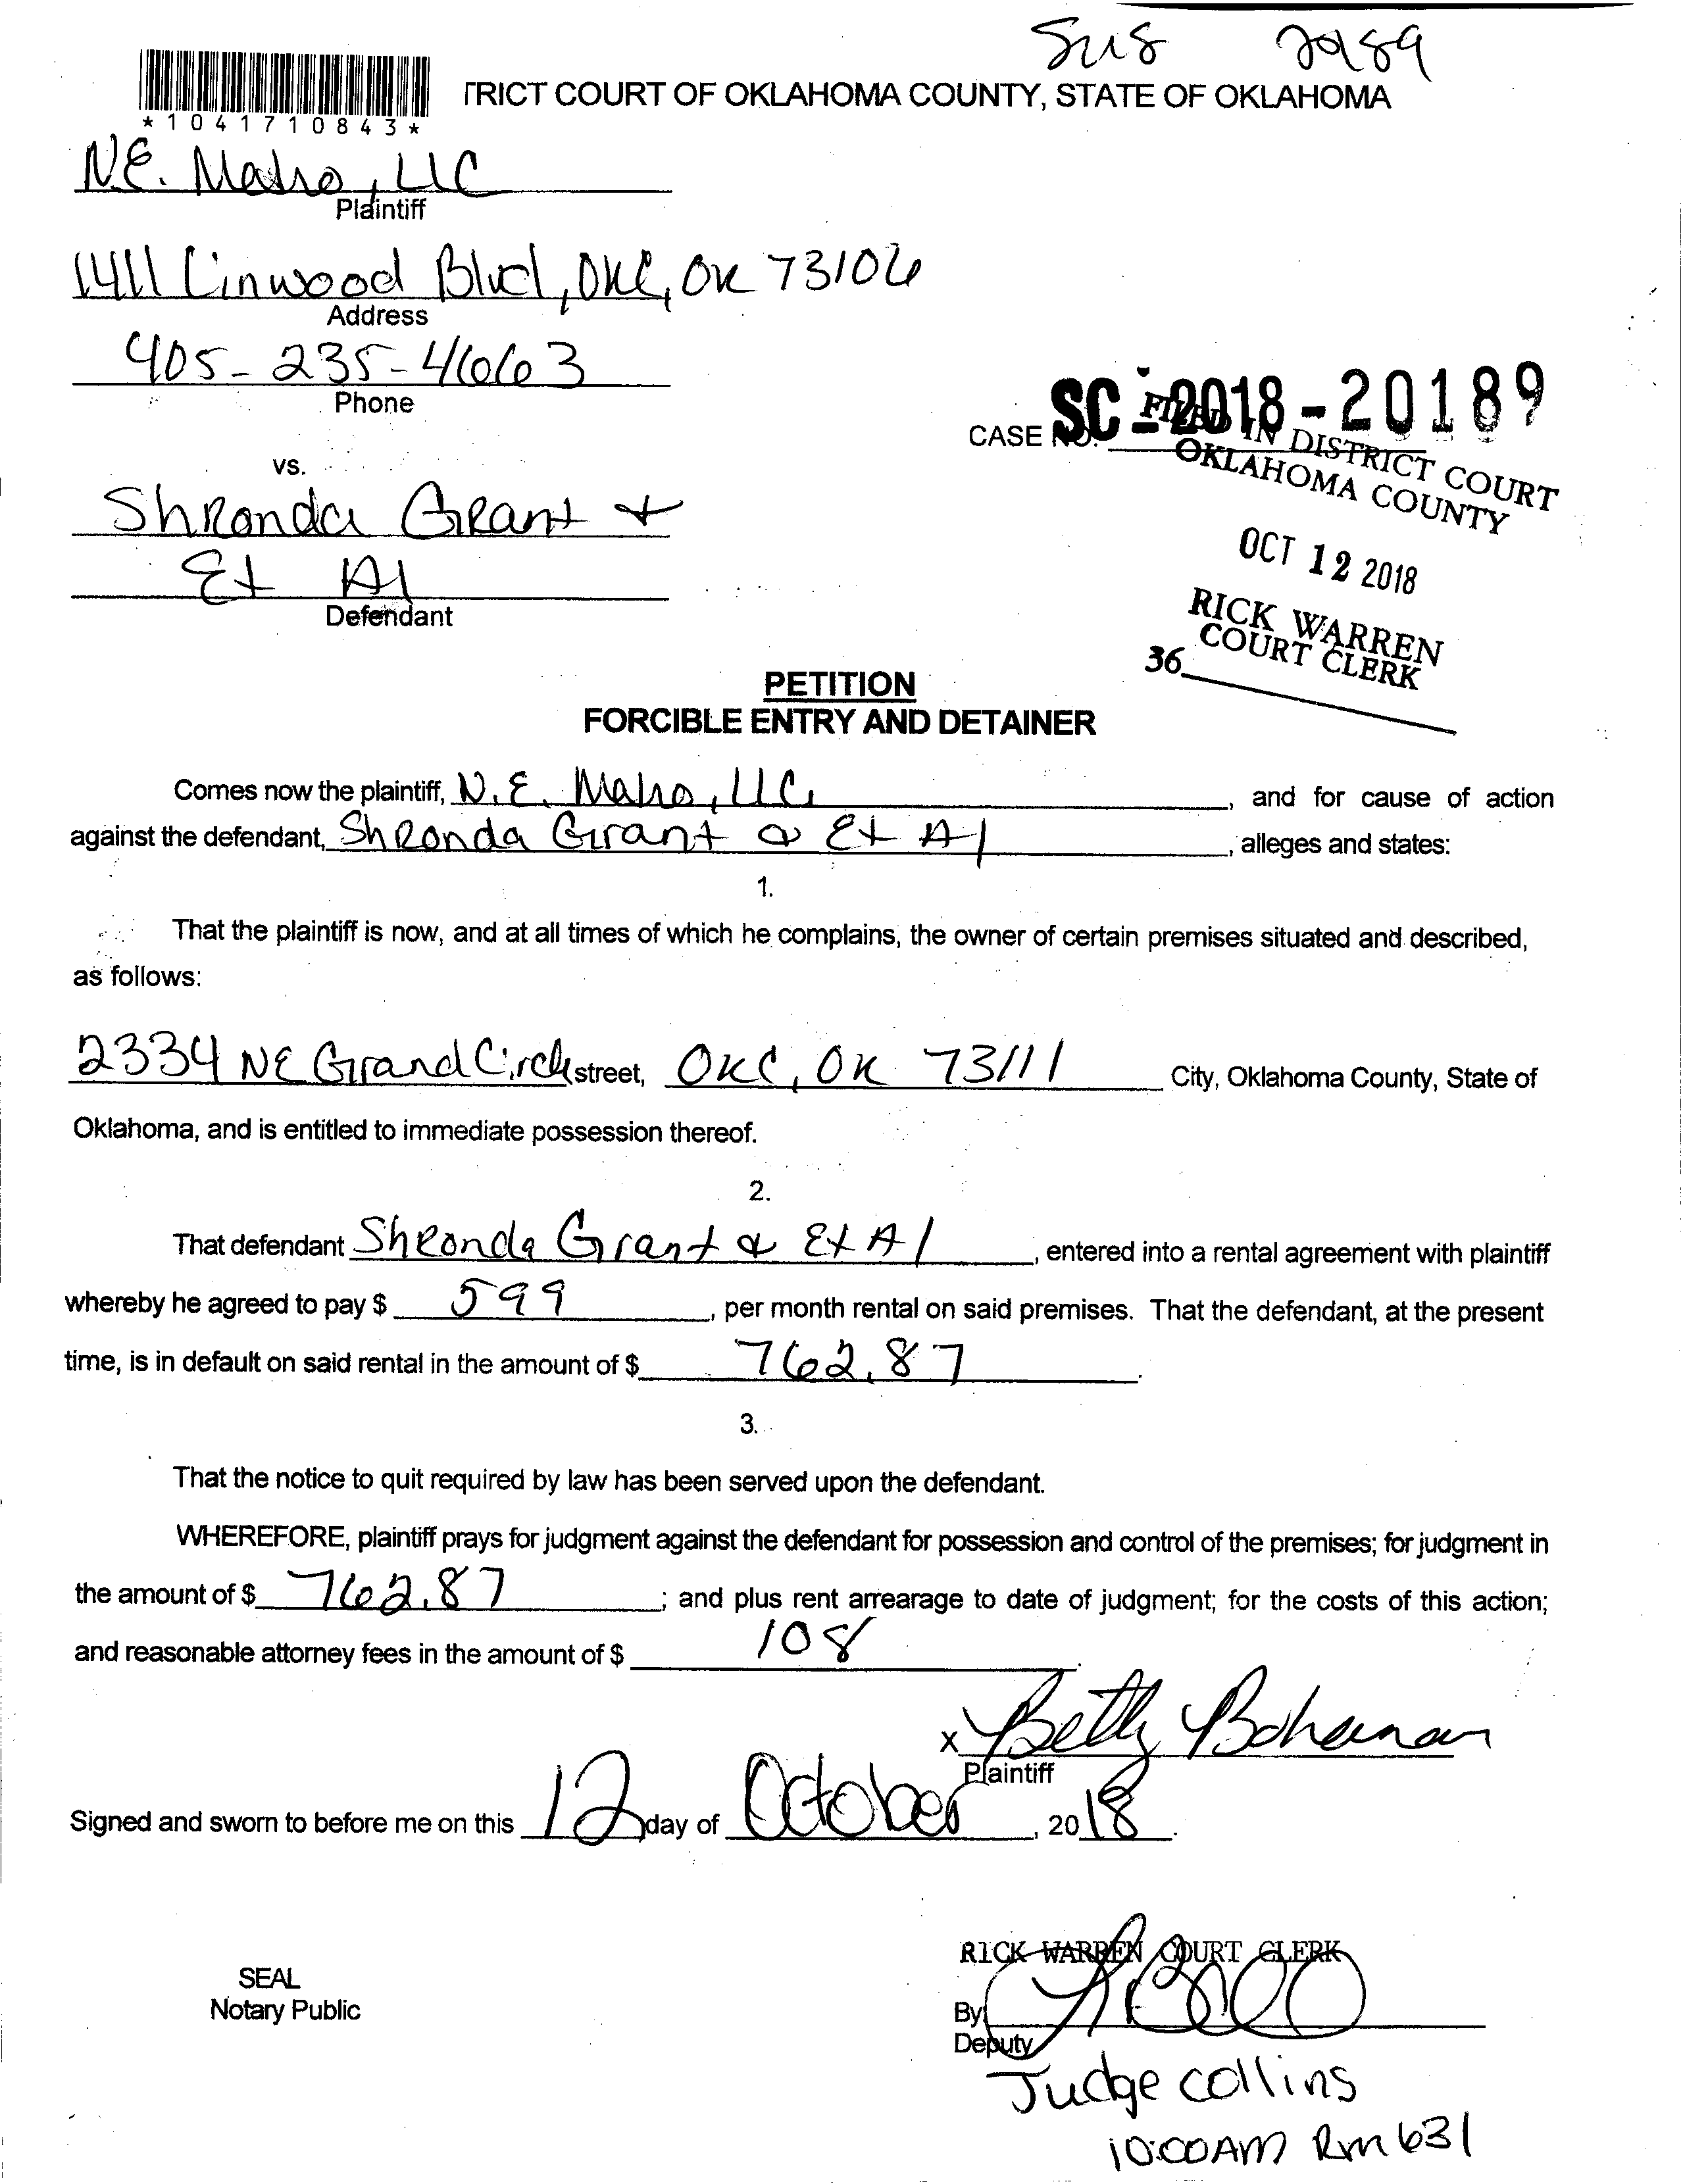 2989
TRICT COURT OF OKLAHOMA COUNTY, STATE OF OKLAHOMA
*1041710843*
N.E. Malro, LLC
Plaintiff
1411 Linwood Blvd, OKC, OK 73106
Address
405-235-4663
Phone
CASE NO. SC-2018-20189
FILED IN DISTRICT COURT
OKLAHOMA COUNTY
OCT 12 2018
RICK WARREN
COURT CLERK
36
vs.
ShRonda Grant &
Et Al
Defendant
PETITION
FORCIBLE ENTRY AND DETAINER
Comes now the plaintiff, N.E. Malro, LLC, and for cause of action
against the defendant, ShRonda Grant & Et Al, alleges and states:
1.
That the plaintiff is now, and at all times of which he complains, the owner of certain premises situated and described,
as follows:
2334 NE Grand Circle street, OKC, OK 73111 City, Oklahoma County, State of
Oklahoma, and is entitled to immediate possession thereof.
2.
That defendant ShRonda Grant & Et Al, entered into a rental agreement with plaintiff
whereby he agreed to pay $ 599, per month rental on said premises. That the defendant, at the present
time, is in default on said rental in the amount of $ 762.87.
3.
That the notice to quit required by law has been served upon the defendant.
WHEREFORE, plaintiff prays for judgment against the defendant for possession and control of the premises; for judgment in
the amount of $ 762.87; and plus rent arrearage to date of judgment; for the costs of this action;
and reasonable attorney fees in the amount of $ 108.
x Betty Bohanan
Plaintiff
Signed and sworn to before me on this 12 day of October, 2018.
SEAL
Notary Public
RICK WARREN COURT CLERK
By
Deputy
Judge collins
10:00AM Rm 631